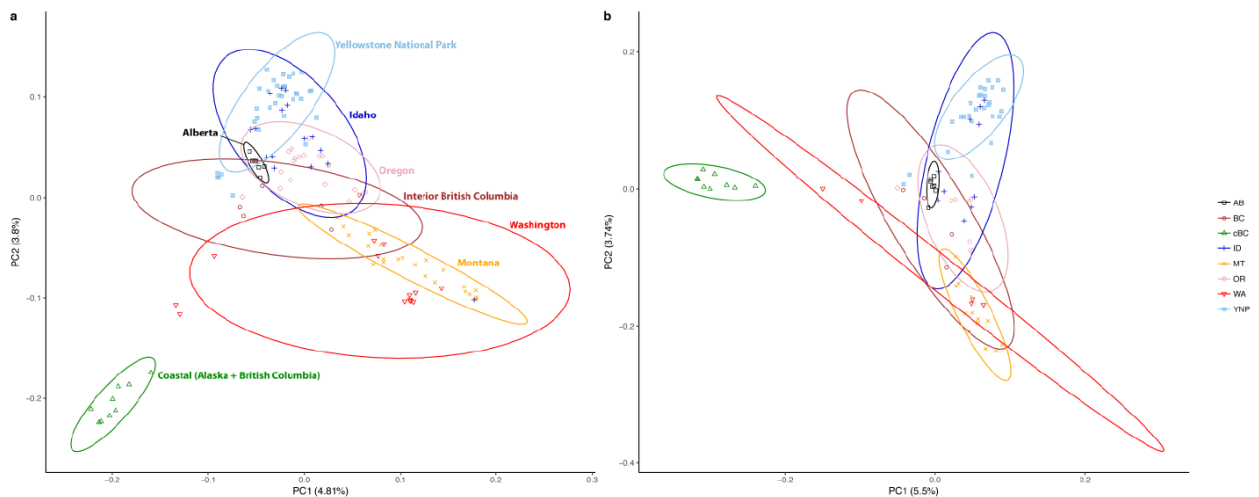 a
b
Yellowstone National Park
Idaho
Alberta
Oregon
Interior British Columbia
Washington
Montana
Coastal (Alaska + British Columbia)
PC2 (3.8%)
0.1
0.0
−0.1
−0.2
−0.2
−0.1
0.0
0.1
0.2
0.3
PC1 (4.81%)
PC2 (3.74%)
0.2
0.0
−0.2
−0.4
−0.2
0.0
0.2
PC1 (5.5%)
AB
BC
cBC
ID
MT
OR
WA
YNP